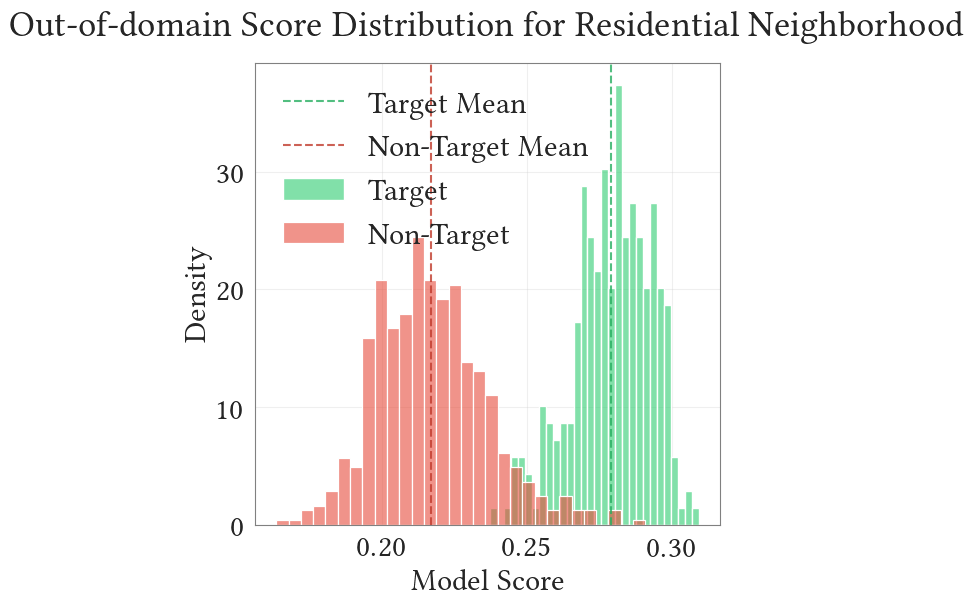 Out-of-domain Score Distribution for Residential Neighborhood
Target Mean
Non-Target Mean
Target
Non-Target
Density
30
20
10
0
0.20
0.25
0.30
Model Score